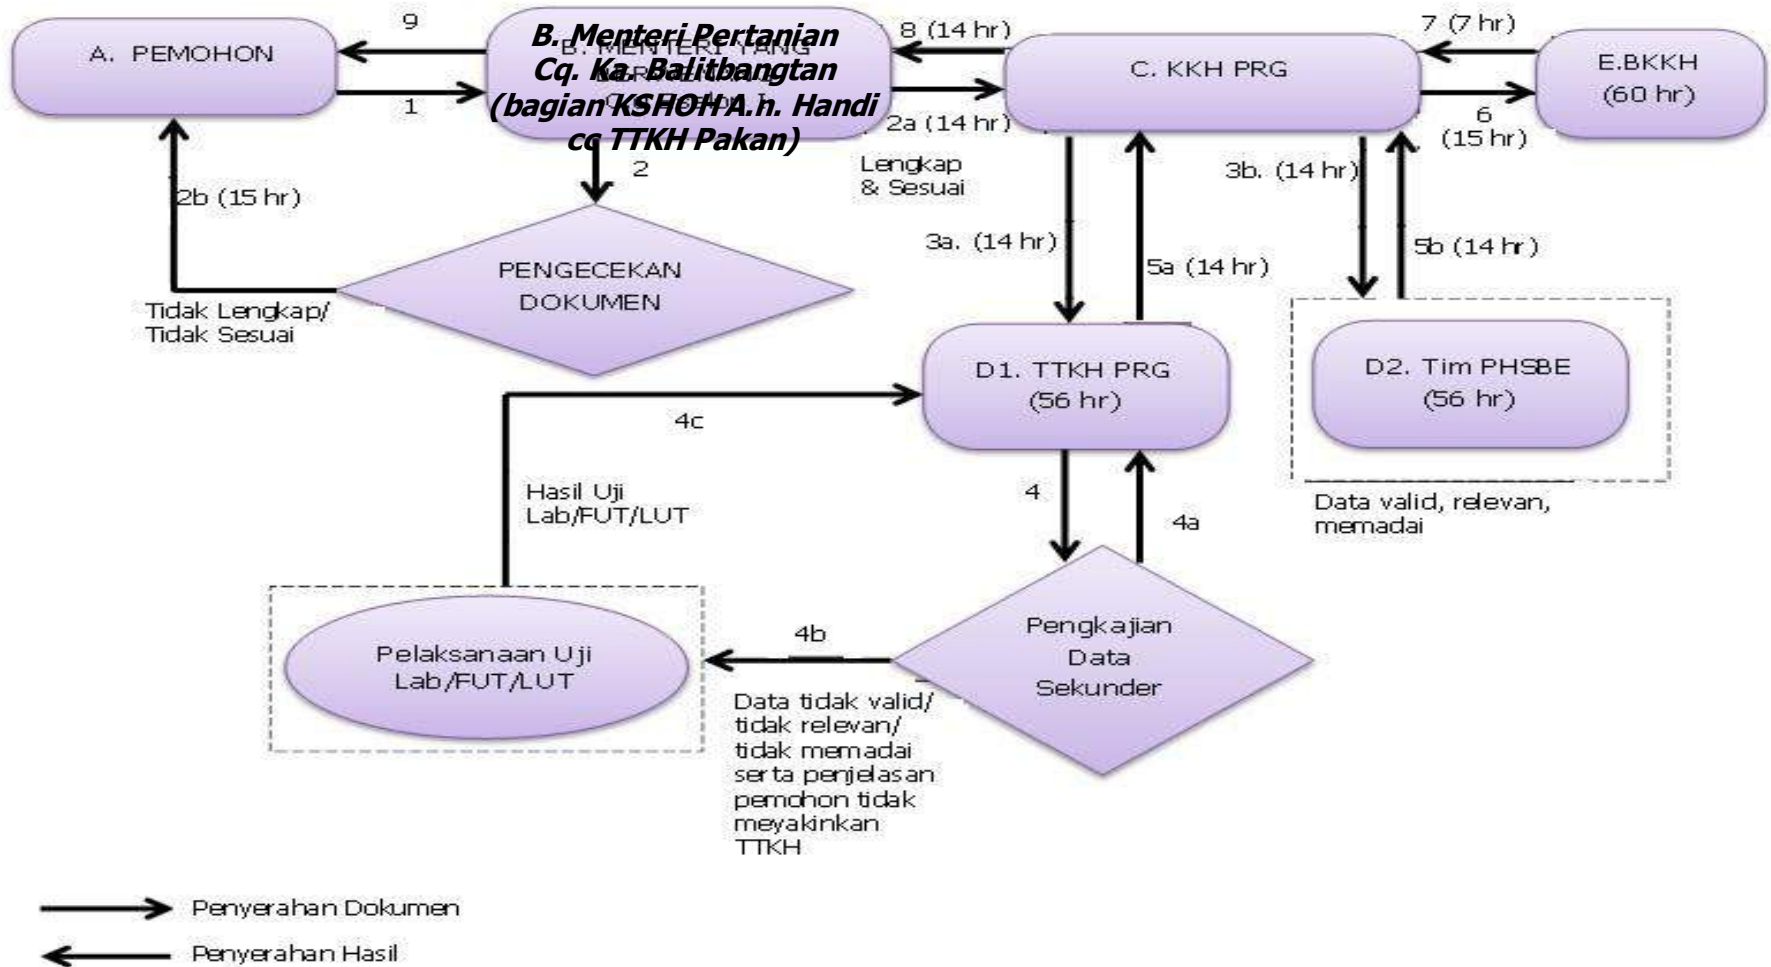 9
A. PEMOHON
1
B. Menteri Pertanian
Cq. Ka. Balitbangtan
(bagian KSHOH A.n. Handi
cc TTKH Pakan)
B. MENTERI YANG
8 (14 hr)
2a (14 hr)
Lengkap
& Sesuai
C. KKH PRG
7 (7 hr)
6
(15 hr)
E.BKKH
(60 hr)
2
2b (15 hr)
Tidak Lengkap/
Tidak Sesuai
PENGECEKAN
DOKUMEN
3a. (14 hr)
5a (14 hr)
3b. (14 hr)
5b (14 hr)
D1. TTKH PRG
(56 hr)
D2. Tim PHSBE
(56 hr)
Data valid, relevan,
memadai
4c
Hasil Uji
Lab/FUT/LUT
4
4a
Pengkajian
Data
Sekunder
4b
Pelaksanaan Uji
Lab/FUT/LUT
Data tidak valid/
tidak relevan/
tidak memadai
serta penjelasan
pemohon tidak
meyakinkan
TTKH
Penyerahan Dokumen
Penyerahan Hasil